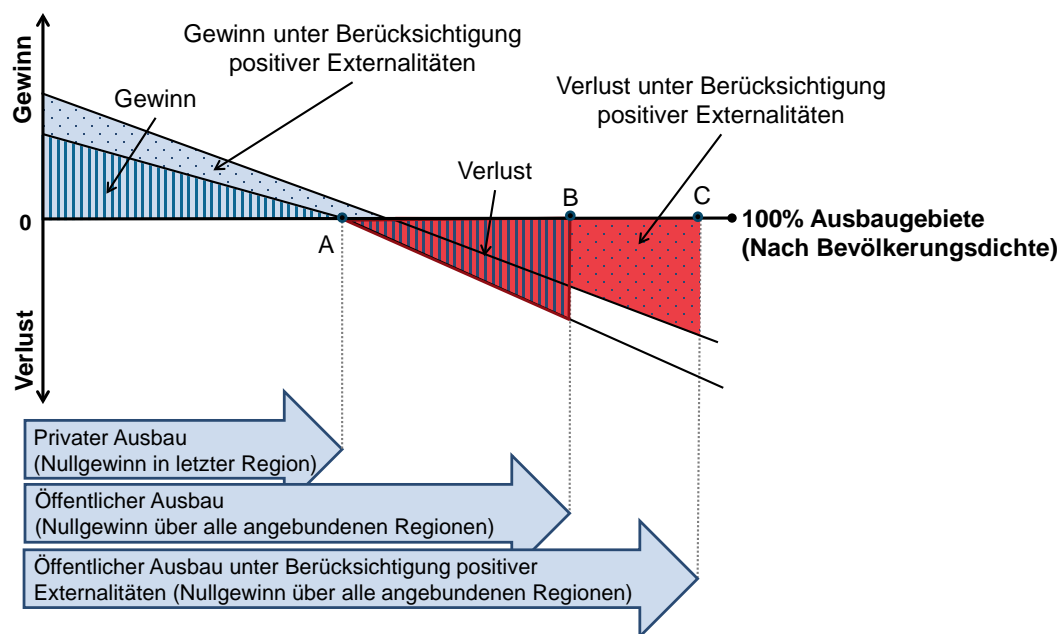 Gewinn
Gewinn unter Berücksichtigung
positiver Externalitäten
Gewinn
Verlust unter Berücksichtigung
positiver Externalitäten
Verlust
B
C
0
A
100% Ausbaugebiete
(Nach Bevölkerungsdichte)
Verlust
Privater Ausbau
(Nullgewinn in letzter Region)
Öffentlicher Ausbau
(Nullgewinn über alle angebundenen Regionen)
Öffentlicher Ausbau unter Berücksichtigung positiver
Externalitäten (Nullgewinn über alle angebundenen Regionen)